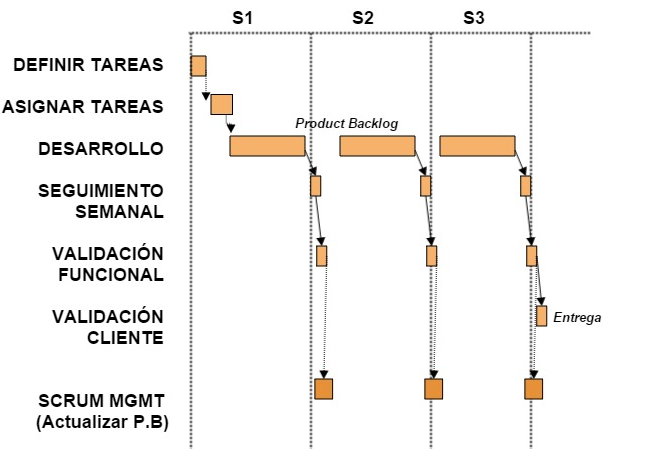 S1 S2 S3
DEFINIR TAREAS
ASIGNAR TAREAS
Product Backlog
DESARROLLO
SEGUIMIENTO
SEMANAL
VALIDACIÓN
FUNCIONAL
VALIDACIÓN
CLIENTE
Entrega
SCRUM MGMT
(Actualizar P.B)